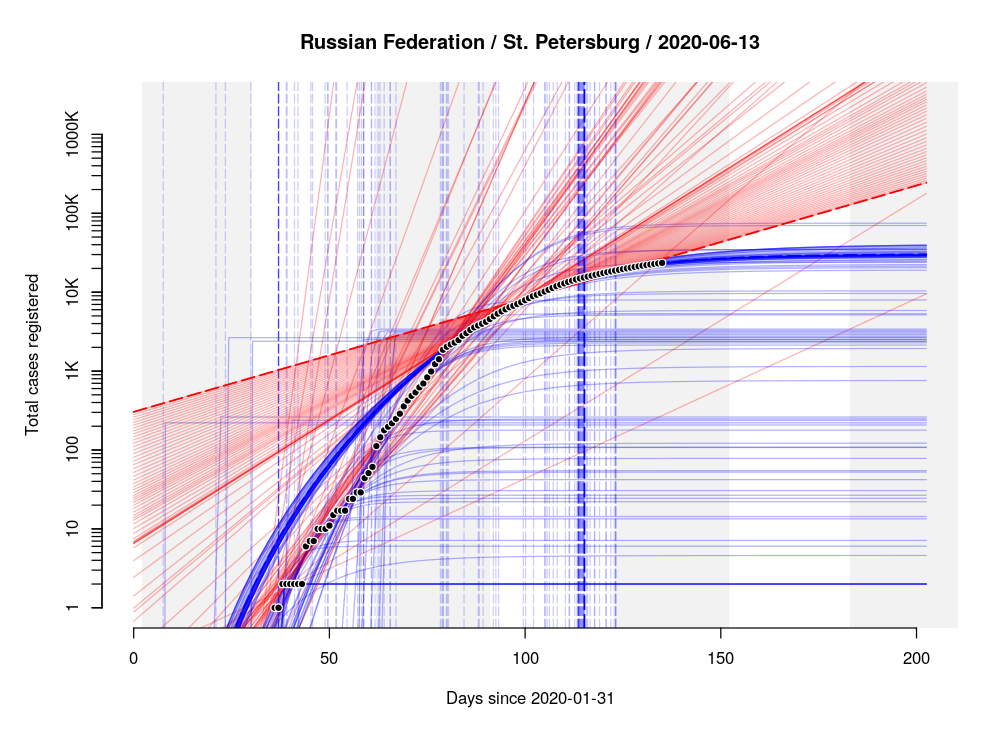 Russian Federation / St. Petersburg / 2020-06-13
Total cases registered
1000K
100K
10K
1K
100
10
1
0 50 100 150 200
Days since 2020-01-31